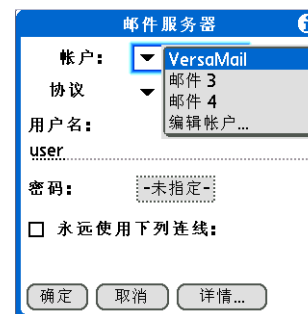 邮件服务器
帐户: VersaMail
邮件 3
协议
邮件 4
用户名:
编辑帐户...
user
密码: -未指定-
永远使用下列连线:
确定 取消 详情...